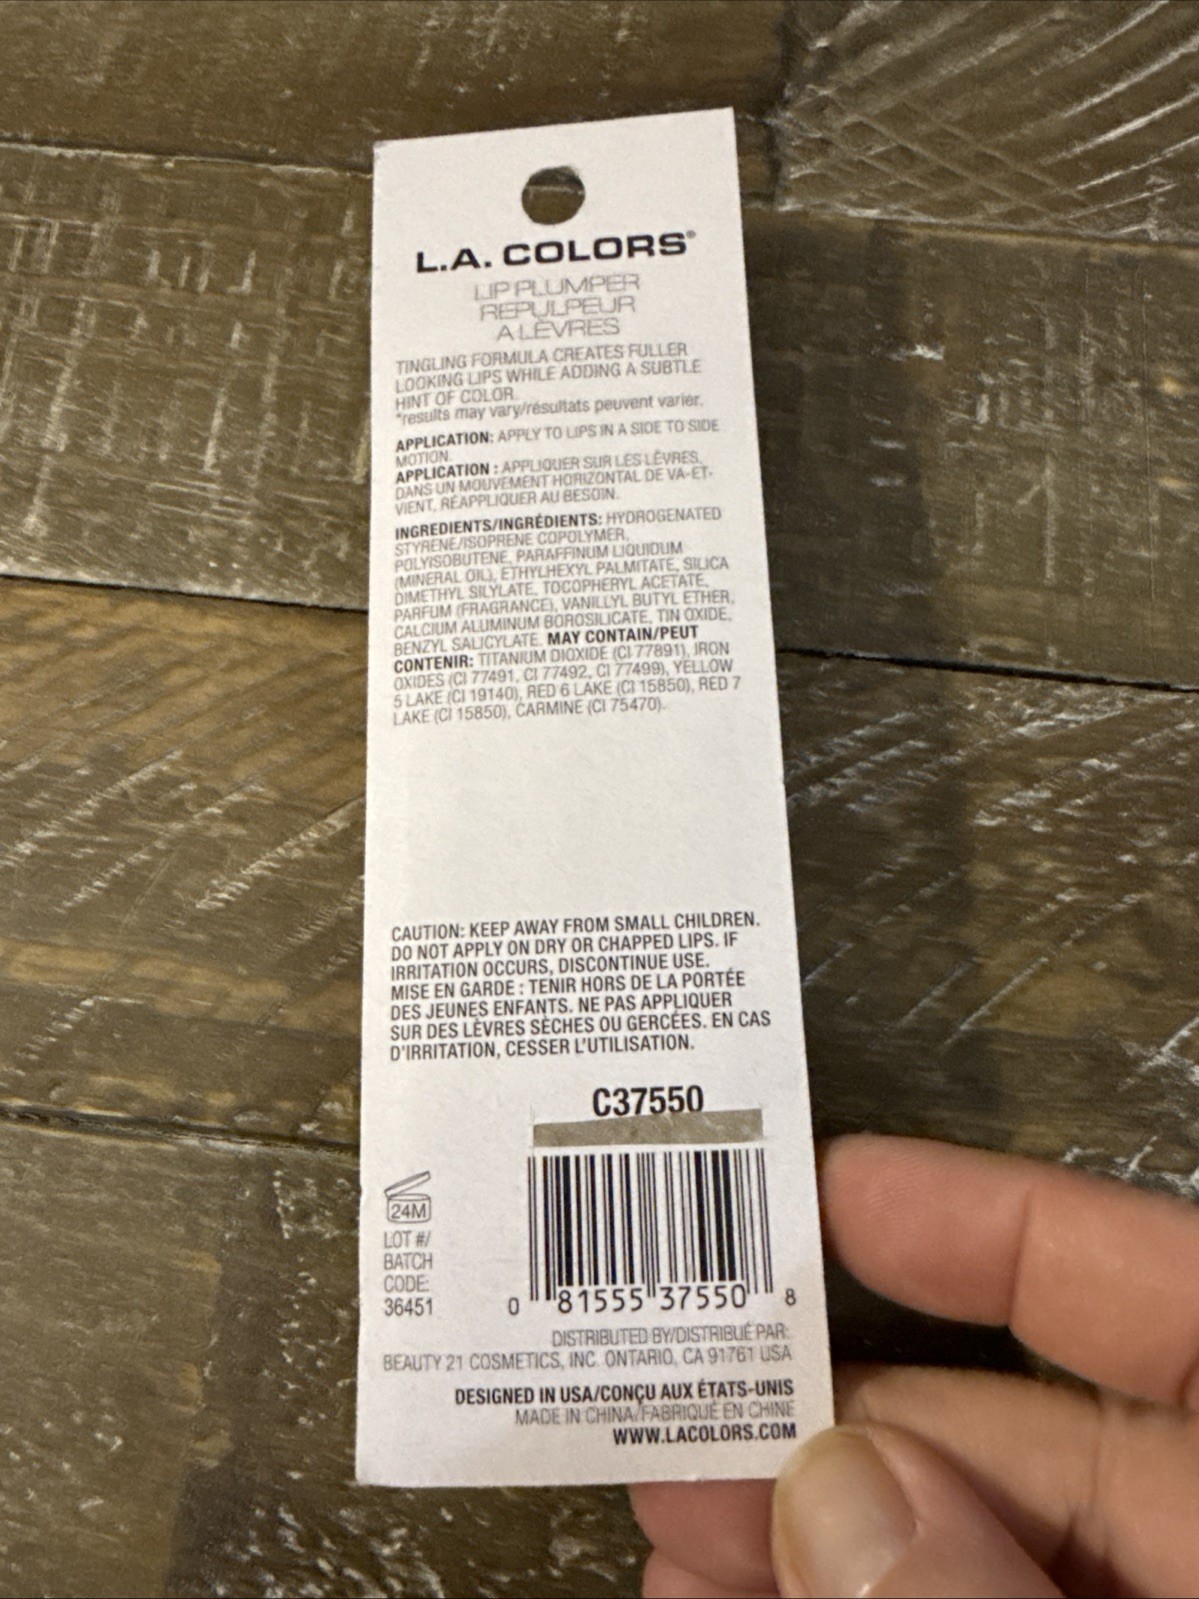 L.A. COLORS®
LIP PLUMPER
REPULPEUR
A LÈVRES
TINGLING FORMULA CREATES FULLER
LOOKING LIPS WHILE ADDING A SUBTLE
HINT OF COLOR.
*results may vary/résultats peuvent varier.
APPLICATION: APPLY TO LIPS IN A SIDE TO SIDE
MOTION.
APPLICATION : APPLIQUER SUR LES LÈVRES,
DANS UN MOUVEMENT HORIZONTAL DE VA-ET-
VIENT, RÉAPPLIQUER AU BESOIN.
INGREDIENTS/INGRÉDIENTS: HYDROGENATED
STYRENE/ISOPRENE COPOLYMER,
POLYISOBUTENE, PARAFFINUM LIQUIDUM
(MINERAL OIL), ETHYLHEXYL PALMITATE, SILICA
DIMETHYL SILYLATE, TOCOPHERYL ACETATE,
PARFUM (FRAGRANCE), VANILLYL BUTYL ETHER,
CALCIUM ALUMINUM BOROSILICATE, TIN OXIDE,
BENZYL SALICYLATE. MAY CONTAIN/PEUT
CONTENIR: TITANIUM DIOXIDE (CI 77891), IRON
OXIDES (CI 77491, CI 77492, CI 77499), YELLOW
5 LAKE (CI 19140), RED 6 LAKE (CI 15850), RED 7
LAKE (CI 15850), CARMINE (CI 75470).
CAUTION: KEEP AWAY FROM SMALL CHILDREN.
DO NOT APPLY ON DRY OR CHAPPED LIPS. IF
IRRITATION OCCURS, DISCONTINUE USE.
MISE EN GARDE : TENIR HORS DE LA PORTÉE
DES JEUNES ENFANTS. NE PAS APPLIQUER
SUR DES LÈVRES SÈCHES OU GERCÉES. EN CAS
D'IRRITATION, CESSER L'UTILISATION.
C37550
24M
LOT #/
BATCH
CODE:
36451
0 81555 37550 8
DISTRIBUTED BY/DISTRIBUÉ PAR:
BEAUTY 21 COSMETICS, INC. ONTARIO, CA 91761 USA
DESIGNED IN USA/CONÇU AUX ÉTATS-UNIS
MADE IN CHINA/FABRIQUÉ EN CHINE
WWW.LACOLORS.COM